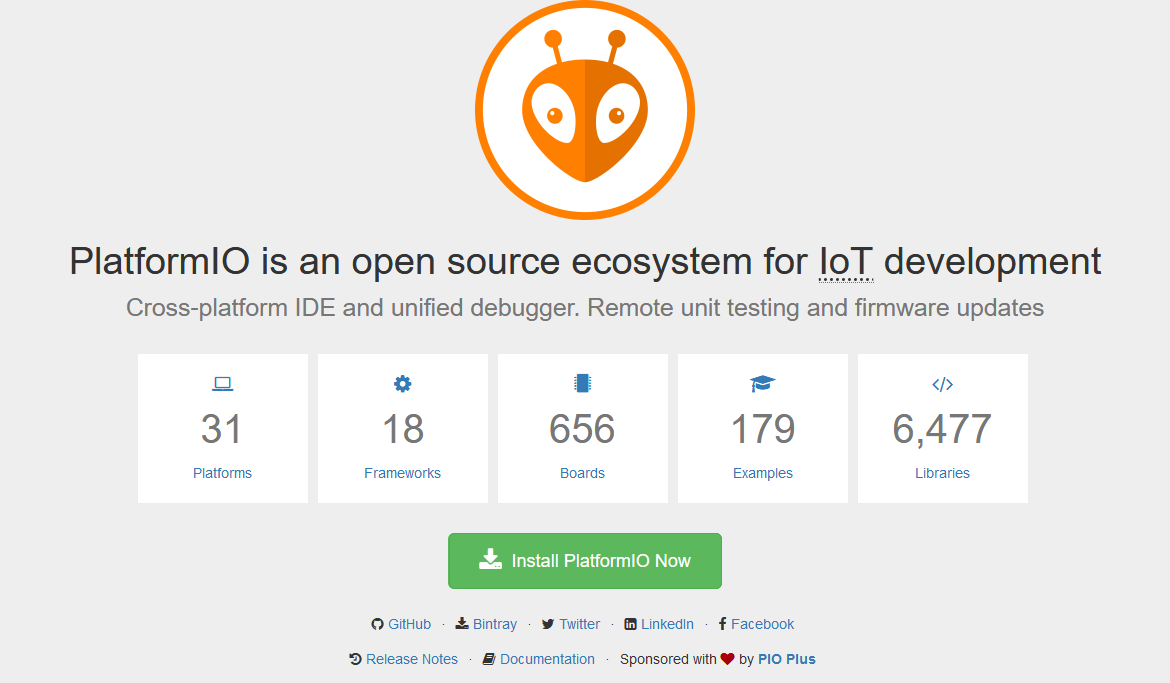 PlatformIO is an open source ecosystem for IoT development
Cross-platform IDE and unified debugger. Remote unit testing and firmware updates
31
Platforms
18
Frameworks
656
Boards
179
Examples
6,477
Libraries
Install PlatformIO Now
GitHub · Bintray · Twitter · LinkedIn · Facebook
Release Notes · Documentation · Sponsored with ❤ by PIO Plus